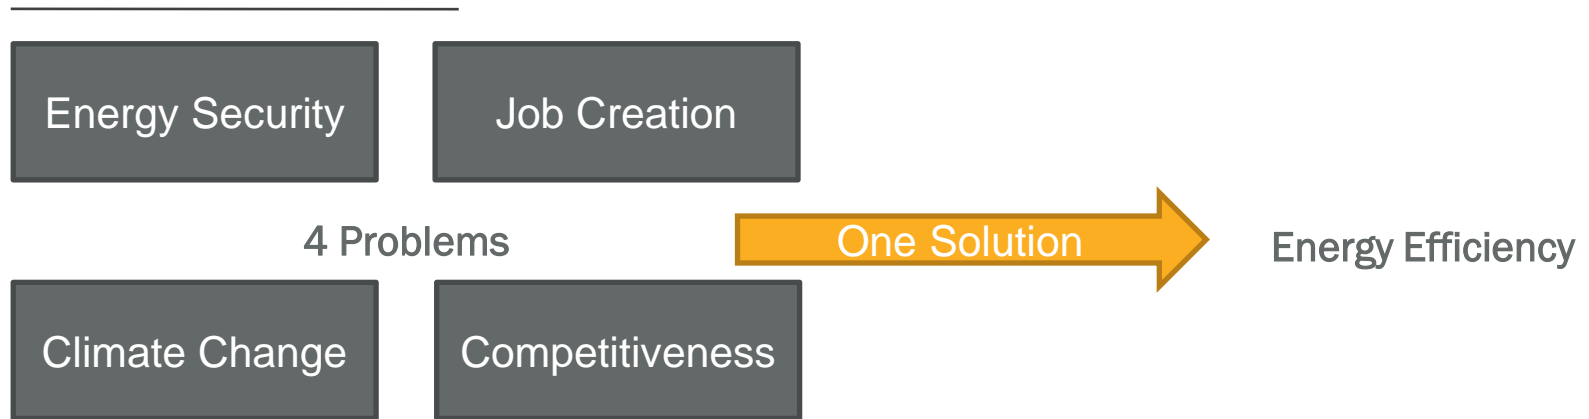 Energy Security
Job Creation
4 Problems
One Solution
Energy Efficiency
Climate Change
Competitiveness